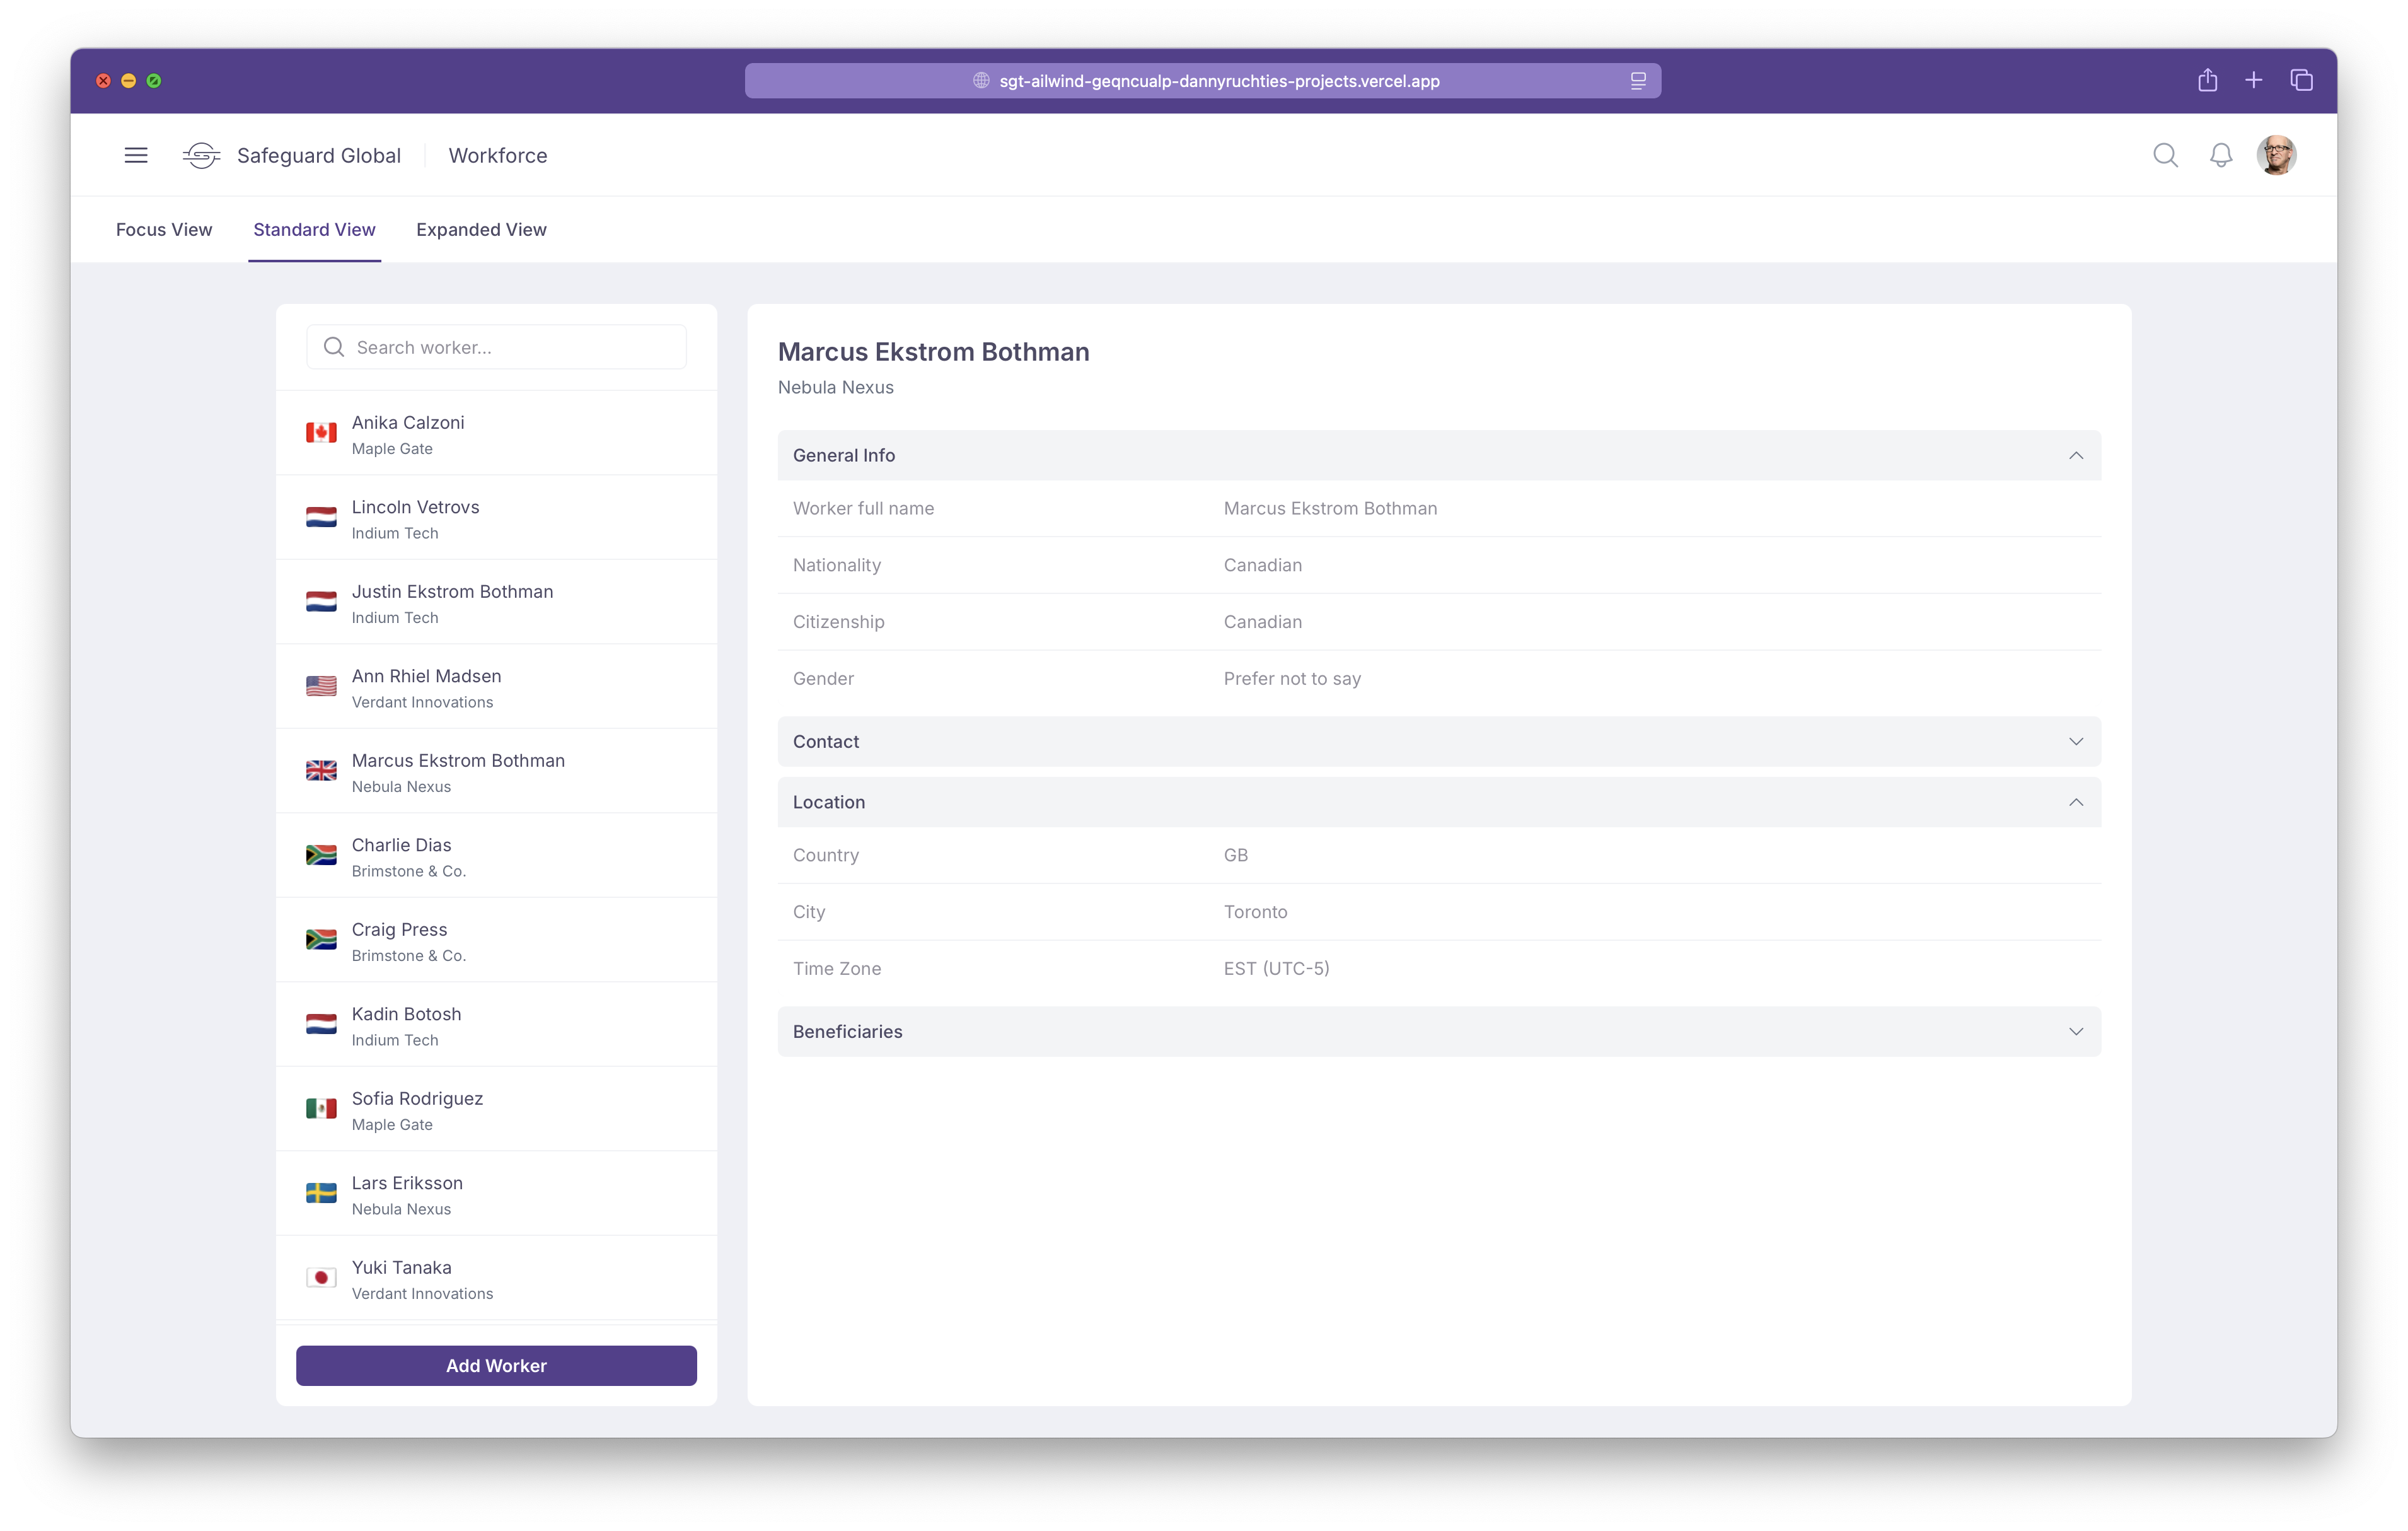 sgt-ailwind-geqncualp-dannyruchties-projects.vercel.app
Safeguard Global
Workforce
Focus View
Standard View
Expanded View
Search worker...
Anika Calzoni
Maple Gate
Lincoln Vetrovs
Indium Tech
Justin Ekstrom Bothman
Indium Tech
Ann Rhiel Madsen
Verdant Innovations
Marcus Ekstrom Bothman
Nebula Nexus
Charlie Dias
Brimstone & Co.
Craig Press
Brimstone & Co.
Kadin Botosh
Indium Tech
Sofia Rodriguez
Maple Gate
Lars Eriksson
Nebula Nexus
Yuki Tanaka
Verdant Innovations
Add Worker
Marcus Ekstrom Bothman
Nebula Nexus
General Info
Worker full name Marcus Ekstrom Bothman
Nationality Canadian
Citizenship Canadian
Gender Prefer not to say
Contact
Location
Country GB
City Toronto
Time Zone EST (UTC-5)
Beneficiaries